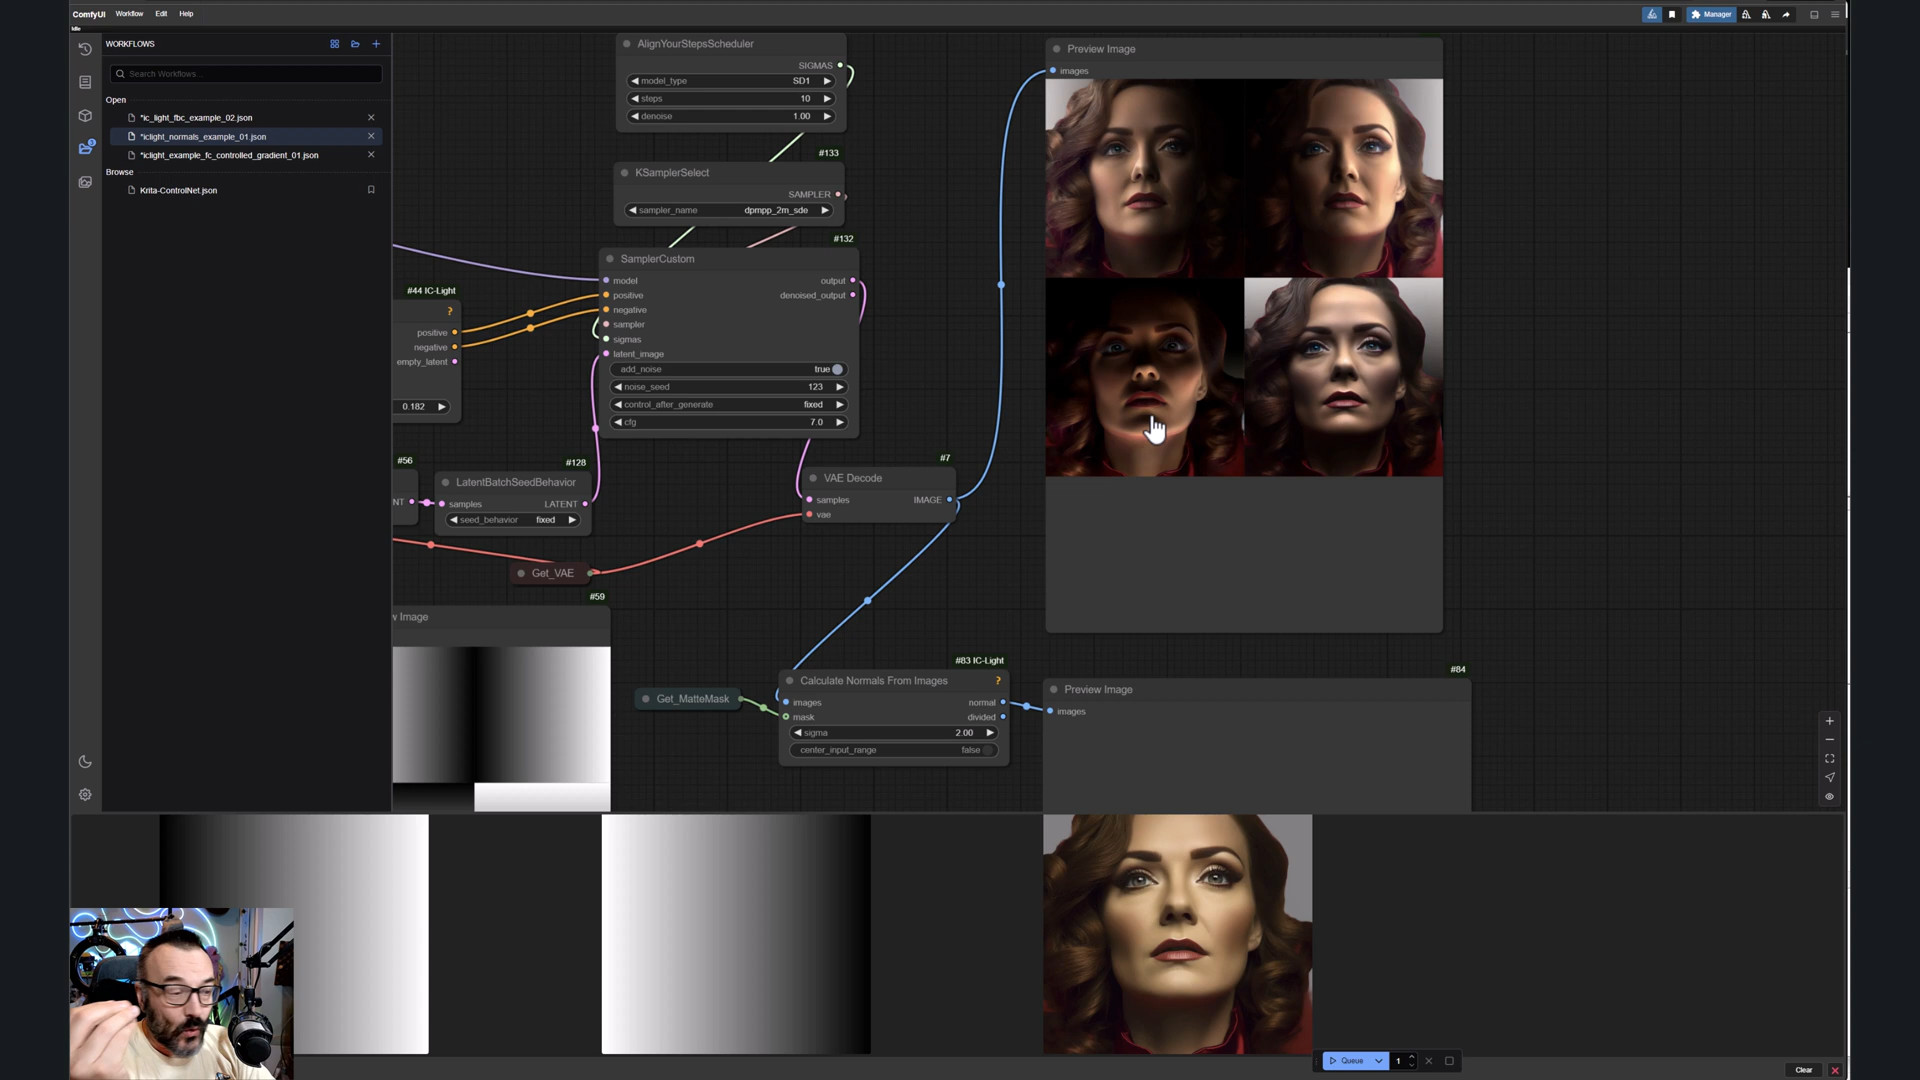 ComfyUI Workflow Edit Help
Manager
Idle
WORKFLOWS
Search Workflows...
Open
*ic_light_fbc_example_02.json
*iclight_normals_example_01.json
*iclight_example_fc_controlled_gradient_01.json
Browse
Krita-ControlNet.json
AlignYourStepsScheduler
SIGMAS
model_type SD1
steps 10
denoise 1.00
#133
KSamplerSelect
SAMPLER
sampler_name dpmpp_2m_sde
#132
SamplerCustom
model output
positive denoised_output
negative
sampler
sigmas
latent_image
add_noise true
noise_seed 123
control_after_generate fixed
cfg 7.0
#44 IC-Light
?
positive
negative
empty_latent
0.182
#56
NT
#128
LatentBatchSeedBehavior
samples LATENT
seed_behavior fixed
#7
VAE Decode
samples IMAGE
vae
Get_VAE
#59
w Image
Get_MatteMask
#83 IC-Light
Calculate Normals From Images ?
images normal
mask divided
sigma 2.00
center_input_range false
Preview Image
images
#84
Preview Image
images
Queue 1
Clear